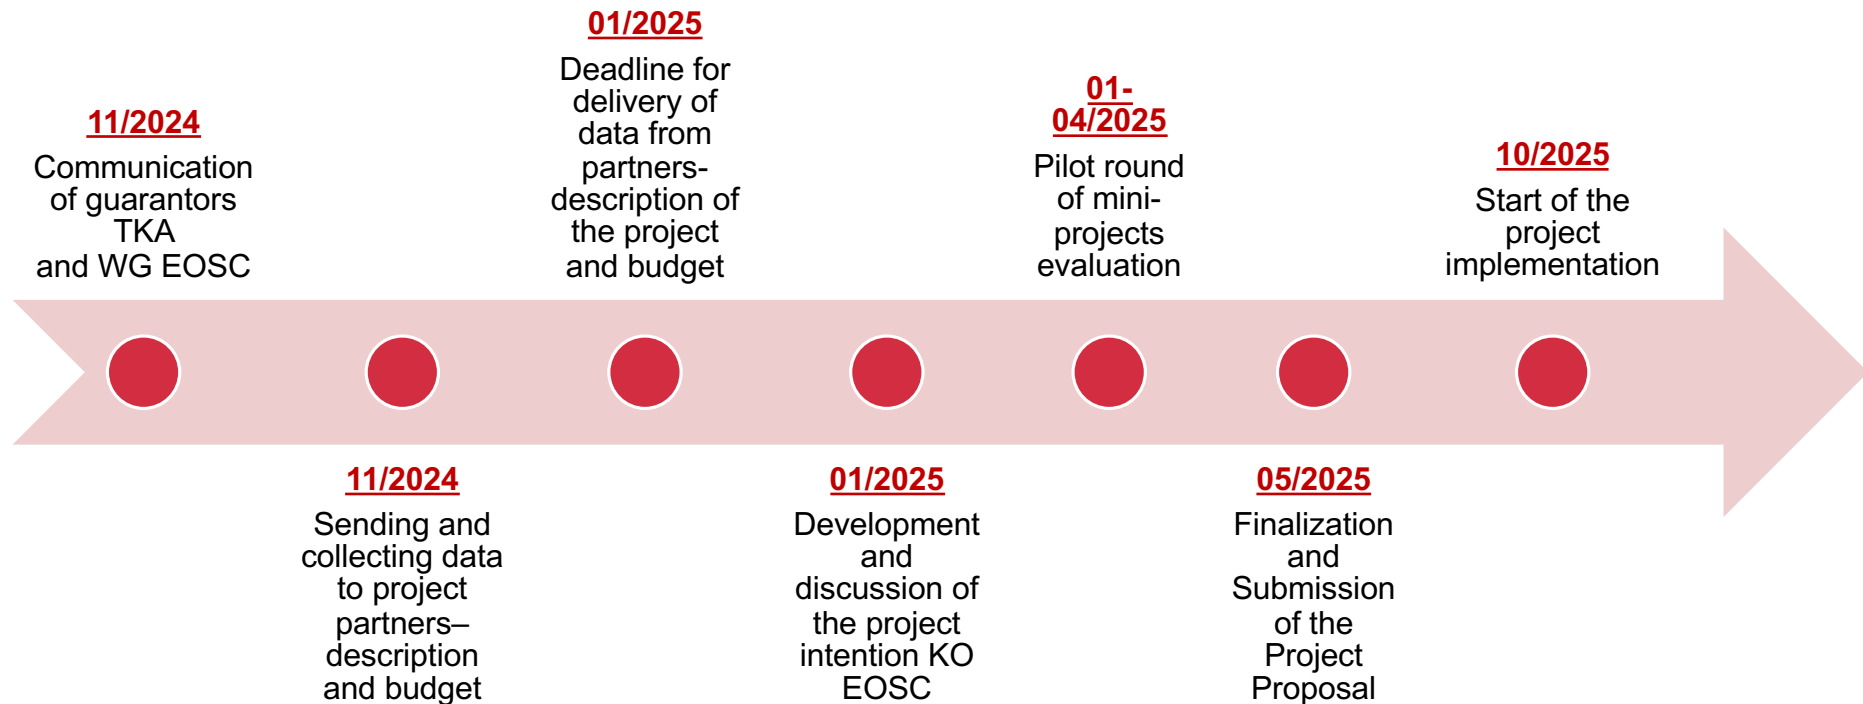 11/2024
Communication
of guarantors
TKA
and WG EOSC
11/2024
Sending and
collecting data
to project
partners–
description
and budget
01/2025
Deadline for
delivery of
data from
partners-
description of
the project
and budget
01/2025
Development
and
discussion of
the project
intention KO
EOSC
01-
04/2025
Pilot round
of mini-
projects
evaluation
05/2025
Finalization
and
Submission
of the
Project
Proposal
10/2025
Start of the
project
implementation